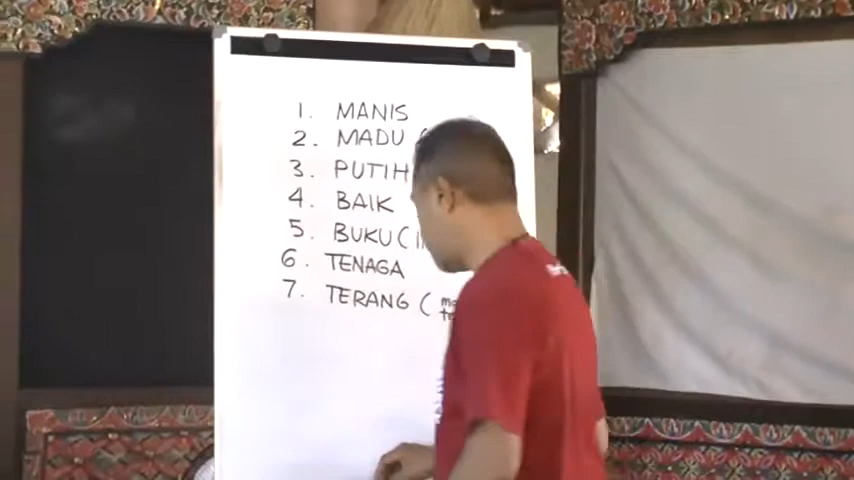 1. MANIS
2. MADU (
3. PUTIH
4. BAIK
5. BUKU (
6. TENAGA
7. TERANG (